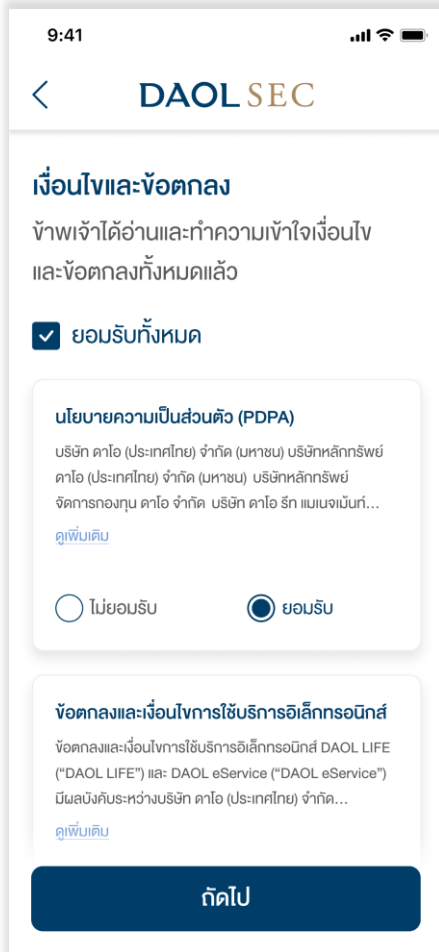 9:41
DAOL SEC
เงื่อนไขและข้อตกลง
ข้าพเจ้าได้อ่านและทำความเข้าใจเงื่อนไข
และข้อตกลงทั้งหมดแล้ว
ยอมรับทั้งหมด
นโยบายความเป็นส่วนตัว (PDPA)
บริษัท ดาโอ (ประเทศไทย) จำกัด (มหาชน) บริษัทหลักทรัพย์
ดาโอ (ประเทศไทย) จำกัด (มหาชน) บริษัทหลักทรัพย์
จัดการกองทุน ดาโอ จำกัด บริษัท ดาโอ รีท แมเนจเม้นท์...
ดูเพิ่มเติม
ไม่ยอมรับ ยอมรับ
ข้อตกลงและเงื่อนไขการใช้บริการอิเล็กทรอนิกส์
ข้อตกลงและเงื่อนไขการใช้บริการอิเล็กทรอนิกส์ DAOL LIFE
(“DAOL LIFE”) และ DAOL eService (“DAOL eService”)
มีผลบังคับระหว่างบริษัท ดาโอ (ประเทศไทย) จำกัด...
ดูเพิ่มเติม
ถัดไป